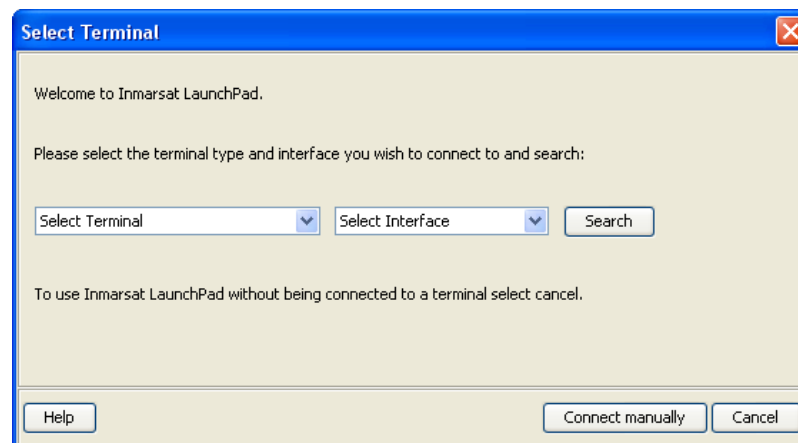 Select Terminal
Welcome to Inmarsat LaunchPad.
Please select the terminal type and interface you wish to connect to and search:
Select Terminal Select Interface Search
To use Inmarsat LaunchPad without being connected to a terminal select cancel.
Help Connect manually Cancel